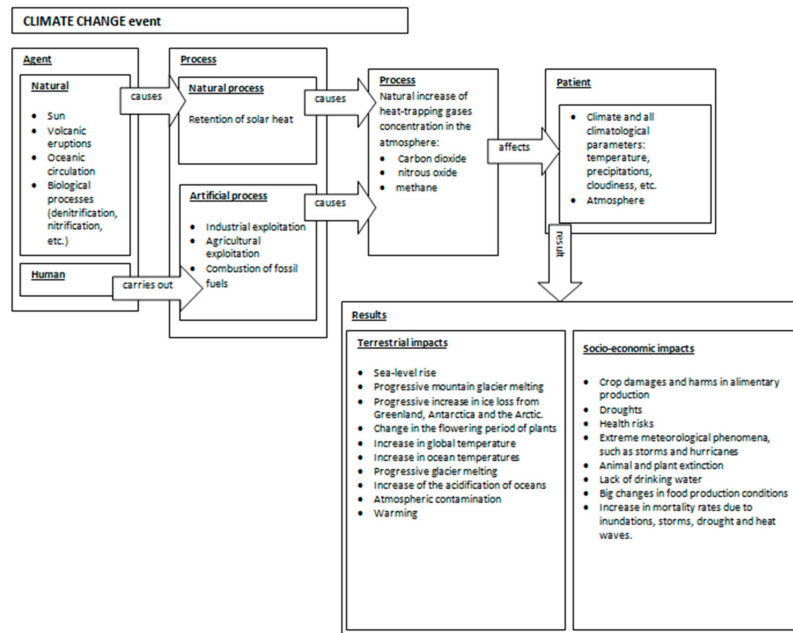 CLIMATE CHANGE event
Agent
Natural
• Sun
• Volcanic
eruptions
• Oceanic
circulation
• Biological
processes
(denitrification,
nitrification,
etc.)
Human
causes
carries out
Process
Natural process
Retention of solar heat
Artificial process
• Industrial exploitation
• Agricultural
exploitation
• Combustion of fossil
fuels
causes
causes
Process
Natural increase of
heat-trapping gases
concentration in the
atmosphere:
• Carbon dioxide
• nitrous oxide
• methane
affects
Patient
• Climate and all
climatological
parameters:
temperature,
precipitations,
cloudiness, etc.
• Atmosphere
result
Results
Terrestrial impacts
• Sea-level rise
• Progressive mountain glacier melting
• Progressive increase in ice loss from
Greenland, Antarctica and the Arctic.
• Change in the flowering period of plants
• Increase in global temperature
• Increase in ocean temperatures
• Progressive glacier melting
• Increase of the acidification of oceans
• Atmospheric contamination
• Warming
Socio-economic impacts
• Crop damages and harms in alimentary
production
• Droughts
• Health risks
• Extreme meteorological phenomena,
such as storms and hurricanes
• Animal and plant extinction
• Lack of drinking water
• Big changes in food production conditions
• Increase in mortality rates due to
inundations, storms, drought and heat
waves.